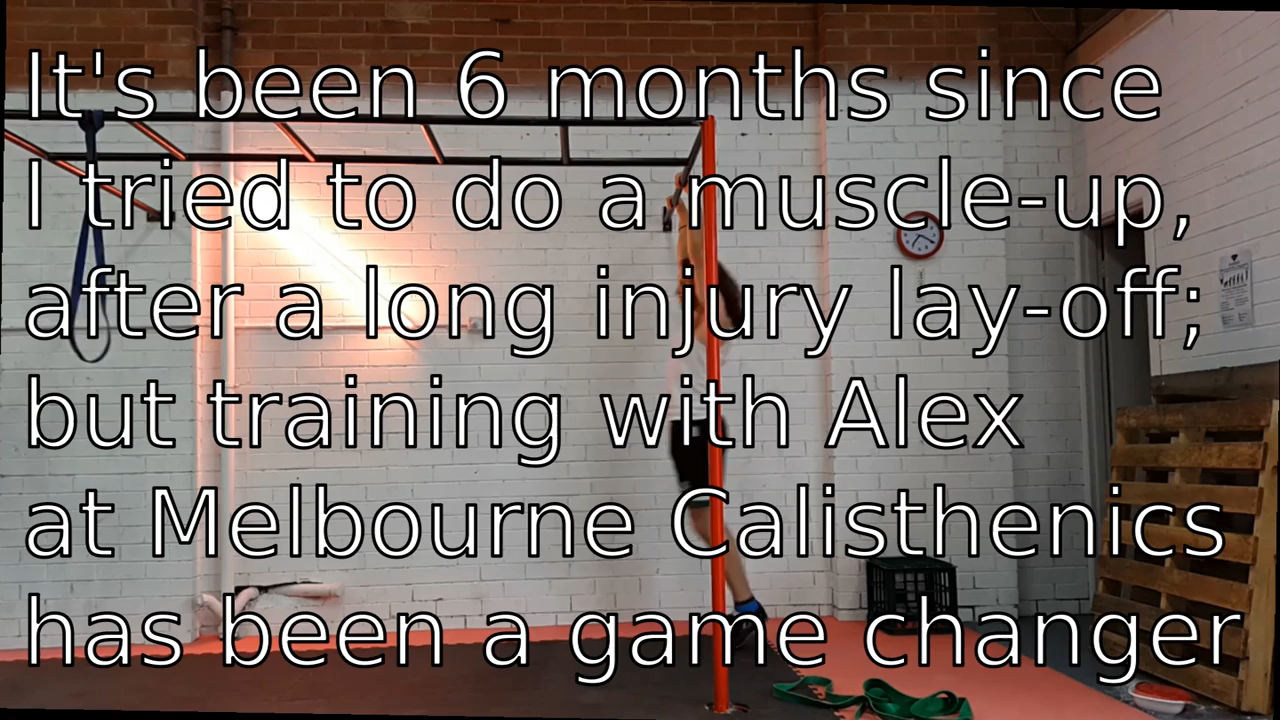 It's been 6 months since
I tried to do a muscle-up,
after a long injury lay-off;
but training with Alex
at Melbourne Calisthenics
has been a game changer